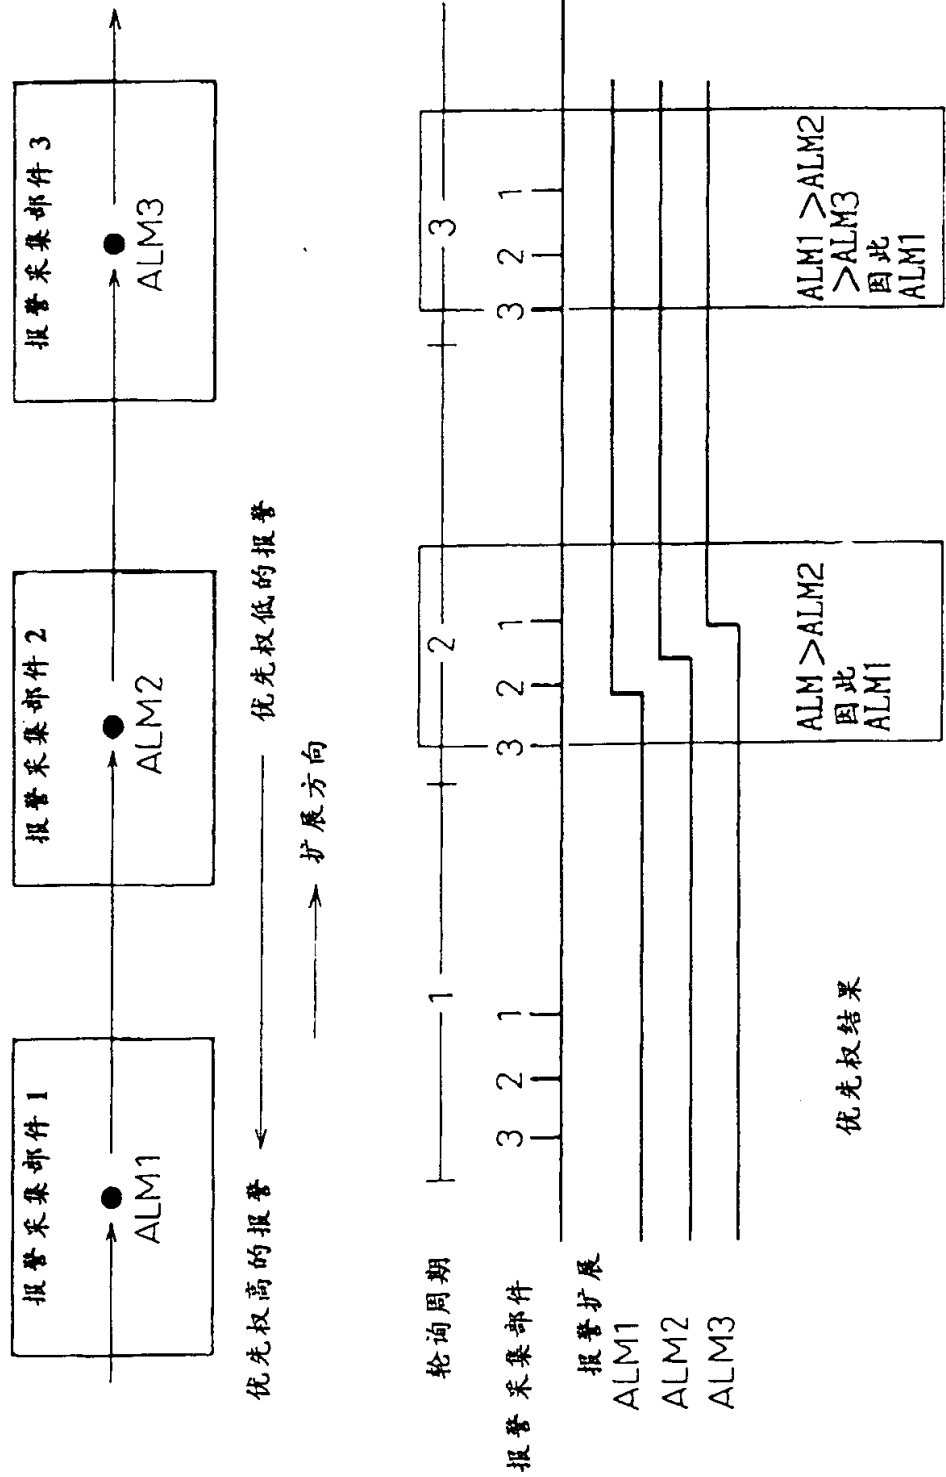 报警采集部件1
ALM1
报警采集部件2
ALM2
报警采集部件3
ALM3
优先权高的报警
优先权低的报警
扩展方向
轮询周期
1
2
3
报警采集部件
3
2
1
3
2
1
3
2
1
报警扩展
ALM1
ALM2
ALM3
优先权结果
ALM>ALM2
因此
ALM1
ALM1>ALM2
>ALM3
因此
ALM1